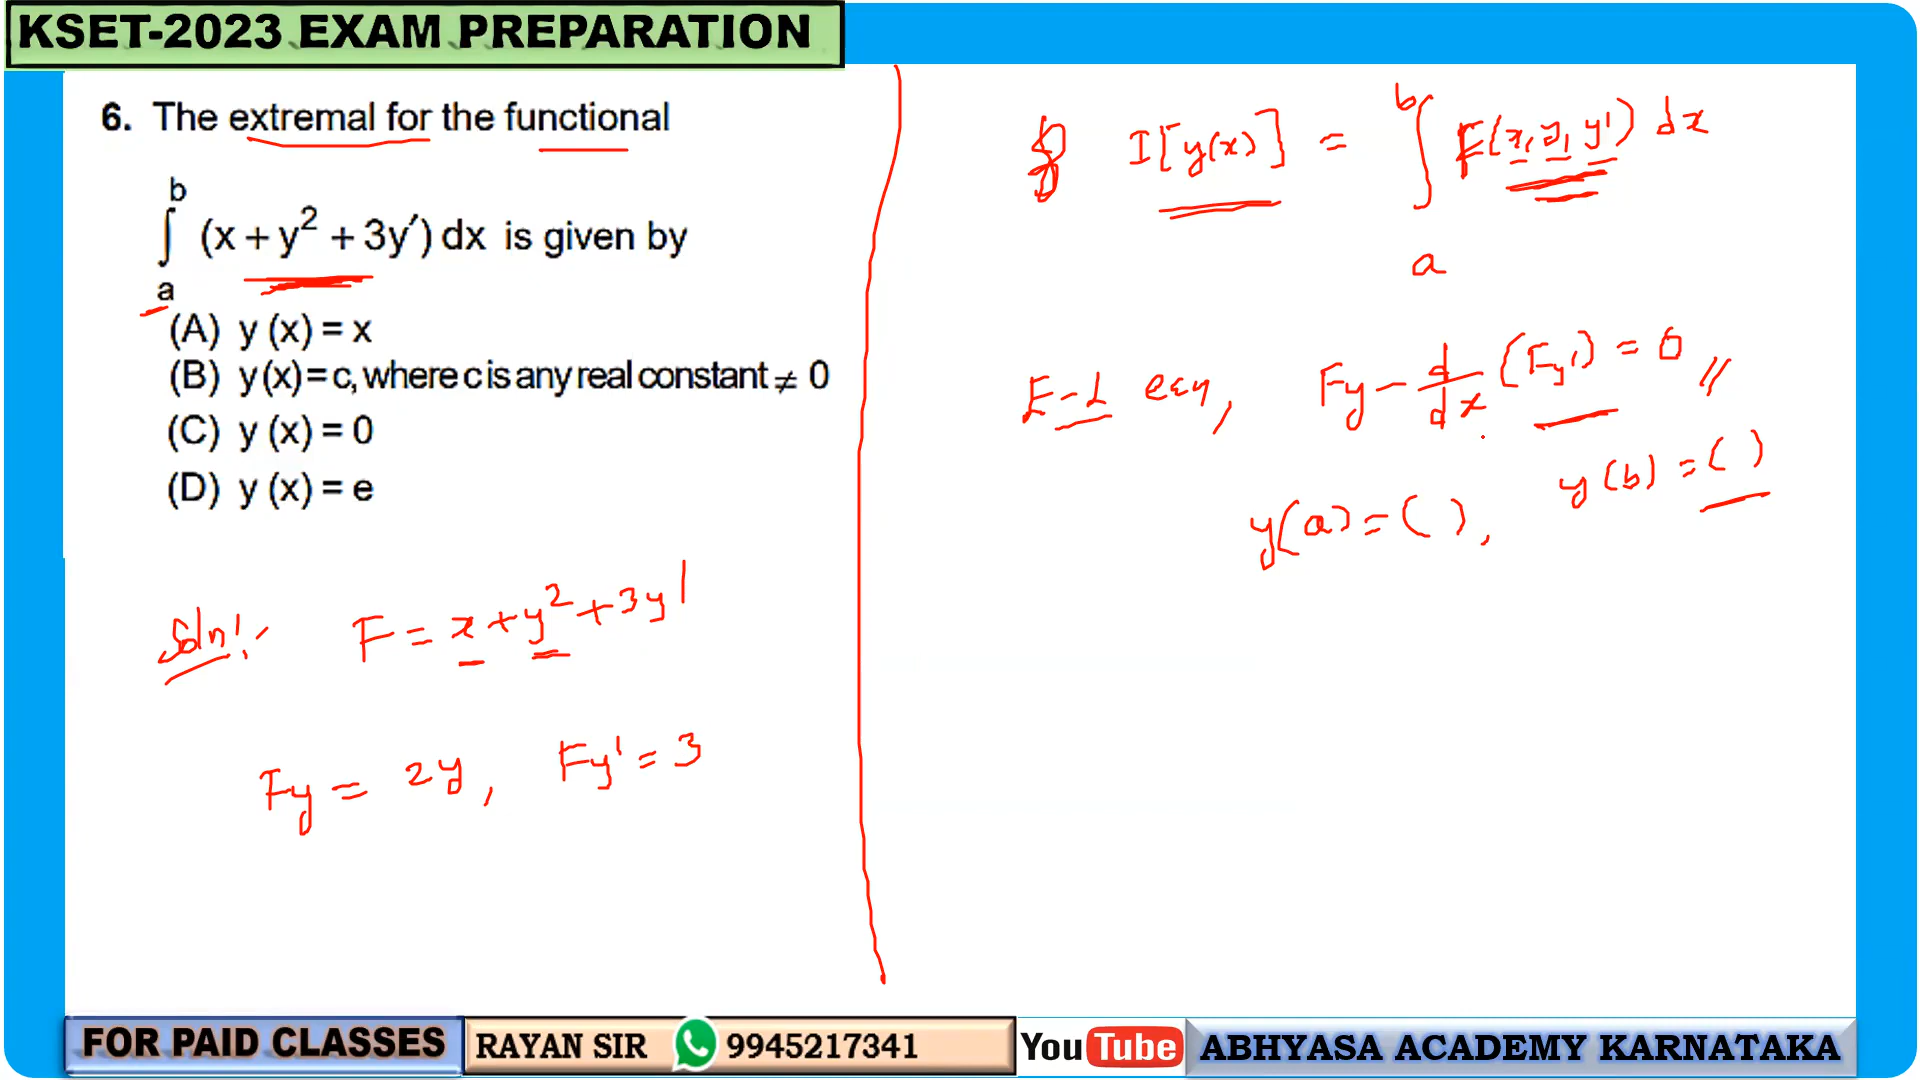 KSET-2023 EXAM PREPARATION
6. The extremal for the functional
∫ₐᵇ (x + y² + 3y′) dx is given by
(A) y (x) = x
(B) y(x) = c, where c is any real constant ≠ 0
(C) y (x) = 0
(D) y (x) = e
Soln :-
F = x + y² + 3y'
Fy = 2y, Fy' = 3
I[y(x)] = ∫ₐᵇ F(x, y, y') dx
E-L eqn, Fy - d/dx (Fy') = 0 //
y(a) = ( ), y(b) = ( )
FOR PAID CLASSES
RAYAN SIR 9945217341
YouTube ABHYASA ACADEMY KARNATAKA